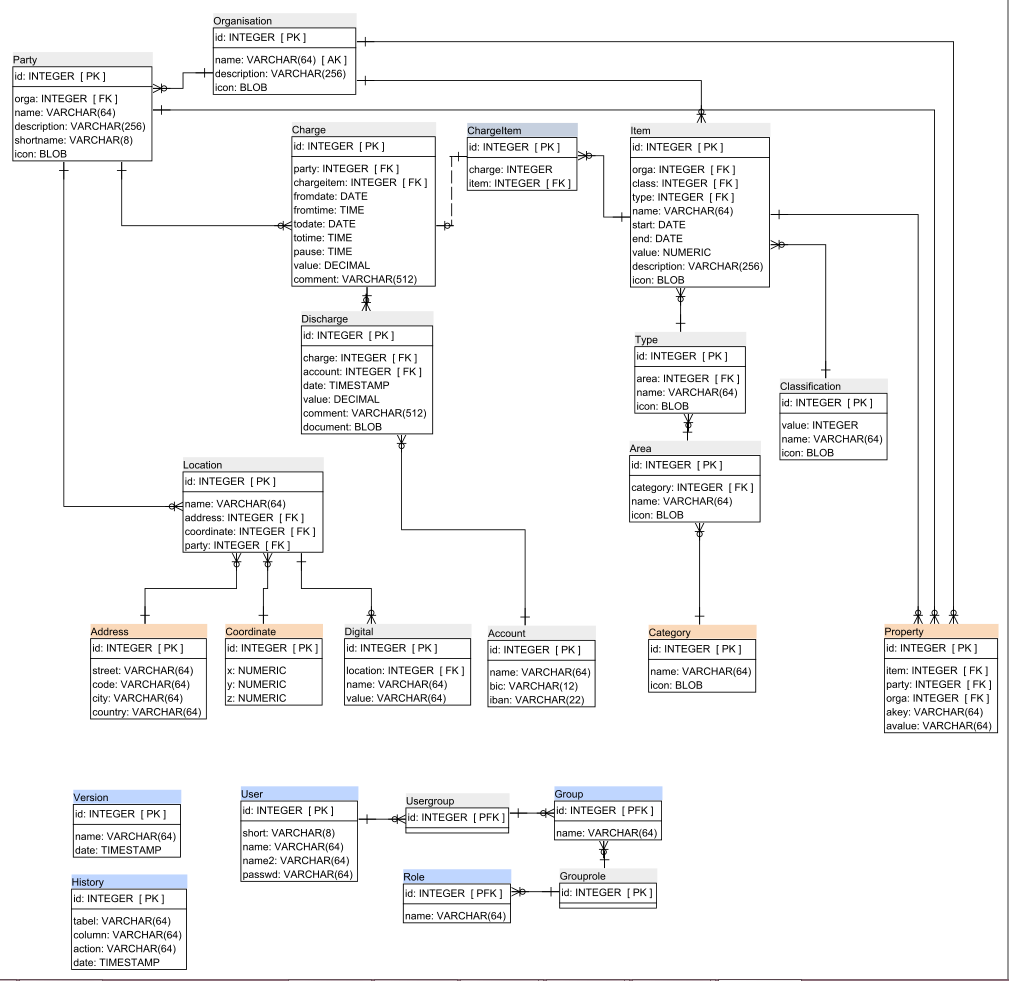 Organisation
id: INTEGER [ PK ]
name: VARCHAR(64) [ AK ]
description: VARCHAR(256)
icon: BLOB
Party
id: INTEGER [ PK ]
orga: INTEGER [ FK ]
name: VARCHAR(64)
description: VARCHAR(256)
shortname: VARCHAR(8)
icon: BLOB
Charge
id: INTEGER [ PK ]
party: INTEGER [ FK ]
chargeitem: INTEGER [ FK ]
fromdate: DATE
fromtime: TIME
todate: DATE
totime: TIME
pause: TIME
value: DECIMAL
comment: VARCHAR(512)
ChargeItem
id: INTEGER [ PK ]
charge: INTEGER
item: INTEGER [ FK ]
Item
id: INTEGER [ PK ]
orga: INTEGER [ FK ]
class: INTEGER [ FK ]
type: INTEGER [ FK ]
name: VARCHAR(64)
start: DATE
end: DATE
value: NUMERIC
description: VARCHAR(256)
icon: BLOB
Discharge
id: INTEGER [ PK ]
charge: INTEGER [ FK ]
account: INTEGER [ FK ]
date: TIMESTAMP
value: DECIMAL
comment: VARCHAR(512)
document: BLOB
Type
id: INTEGER [ PK ]
area: INTEGER [ FK ]
name: VARCHAR(64)
icon: BLOB
Classification
id: INTEGER [ PK ]
value: INTEGER
name: VARCHAR(64)
icon: BLOB
Area
id: INTEGER [ PK ]
category: INTEGER [ FK ]
name: VARCHAR(64)
icon: BLOB
Location
id: INTEGER [ PK ]
name: VARCHAR(64)
address: INTEGER [ FK ]
coordinate: INTEGER [ FK ]
party: INTEGER [ FK ]
Address
id: INTEGER [ PK ]
street: VARCHAR(64)
code: VARCHAR(64)
city: VARCHAR(64)
country: VARCHAR(64)
Coordinate
id: INTEGER [ PK ]
x: NUMERIC
y: NUMERIC
z: NUMERIC
Digital
id: INTEGER [ PK ]
location: INTEGER [ FK ]
name: VARCHAR(64)
value: VARCHAR(64)
Account
id: INTEGER [ PK ]
name: VARCHAR(64)
bic: VARCHAR(12)
iban: VARCHAR(22)
Category
id: INTEGER [ PK ]
name: VARCHAR(64)
icon: BLOB
Property
id: INTEGER [ PK ]
item: INTEGER [ FK ]
party: INTEGER [ FK ]
orga: INTEGER [ FK ]
akey: VARCHAR(64)
avalue: VARCHAR(64)
Version
id: INTEGER [ PK ]
name: VARCHAR(64)
date: TIMESTAMP
User
id: INTEGER [ PK ]
short: VARCHAR(8)
name: VARCHAR(64)
name2: VARCHAR(64)
passwd: VARCHAR(64)
Usergroup
id: INTEGER [ PFK ]
Group
id: INTEGER [ PFK ]
name: VARCHAR(64)
History
id: INTEGER [ PK ]
tabel: VARCHAR(64)
column: VARCHAR(64)
action: VARCHAR(64)
date: TIMESTAMP
Role
id: INTEGER [ PFK ]
name: VARCHAR(64)
Grouprole
id: INTEGER [ PK ]